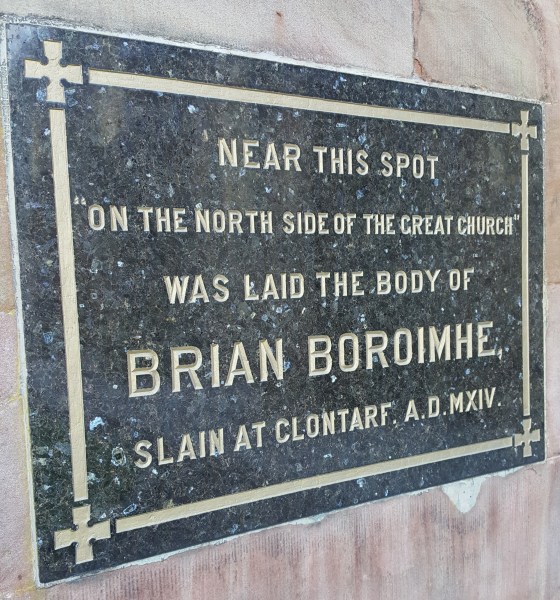 NEAR THIS SPOT
"ON THE NORTH SIDE OF THE GREAT CHURCH"
WAS LAID THE BODY OF
BRIAN BOROIMHE,
SLAIN AT CLONTARF. A.D. MXIV.